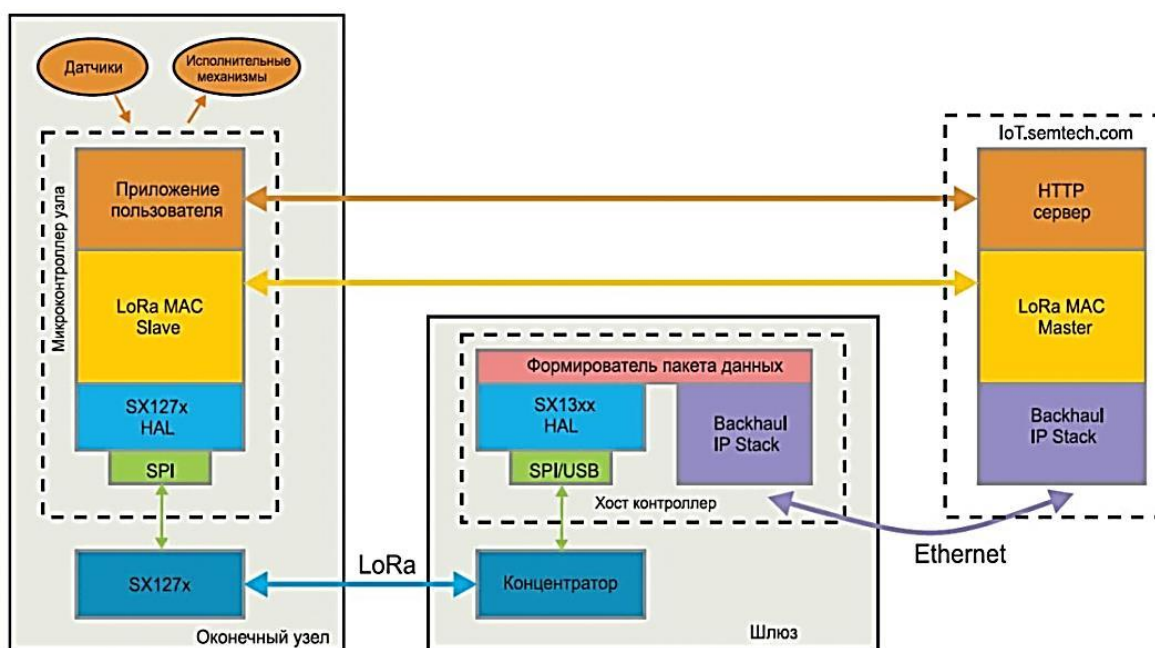 Датчики
Исполнительные
механизмы
Микроконтроллер узла
Приложение
пользователя
LoRa MAC
Slave
SX127x
HAL
SPI
SX127x
Оконечный узел
LoRa
Формирователь пакета данных
SX13xx
HAL
SPI/USB
Backhaul
IP Stack
Хост контроллер
Концентратор
Шлюз
Ethernet
IoT.semtech.com
HTTP
сервер
LoRa MAC
Master
Backhaul
IP Stack